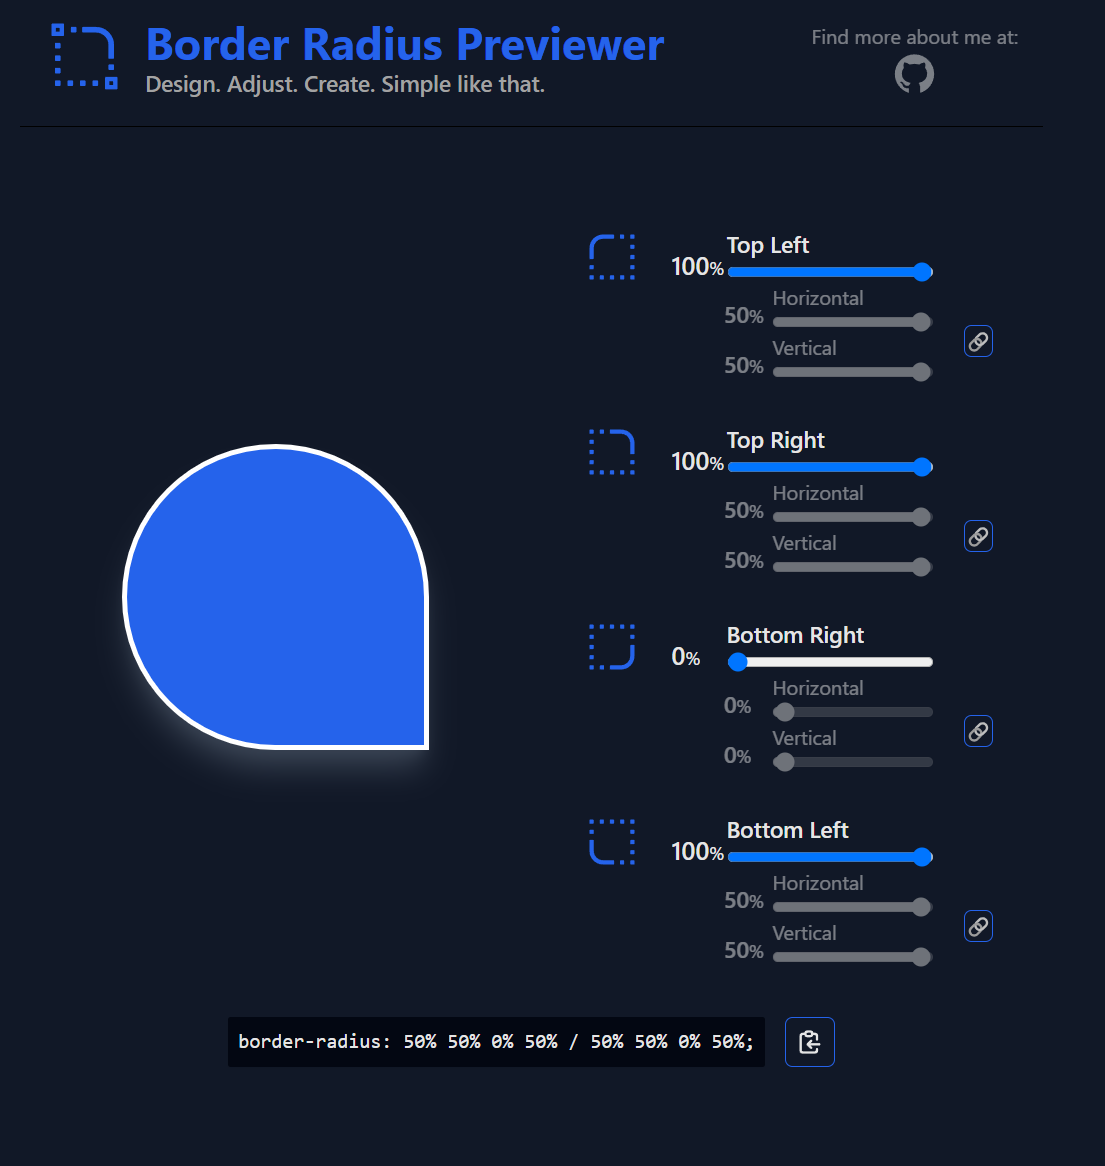 Border Radius Previewer
Design. Adjust. Create. Simple like that.
Find more about me at:
Top Left
100%
Horizontal
50%
Vertical
50%
Top Right
100%
Horizontal
50%
Vertical
50%
Bottom Right
0%
Horizontal
0%
Vertical
0%
Bottom Left
100%
Horizontal
50%
Vertical
50%
border-radius: 50% 50% 0% 50% / 50% 50% 0% 50%;